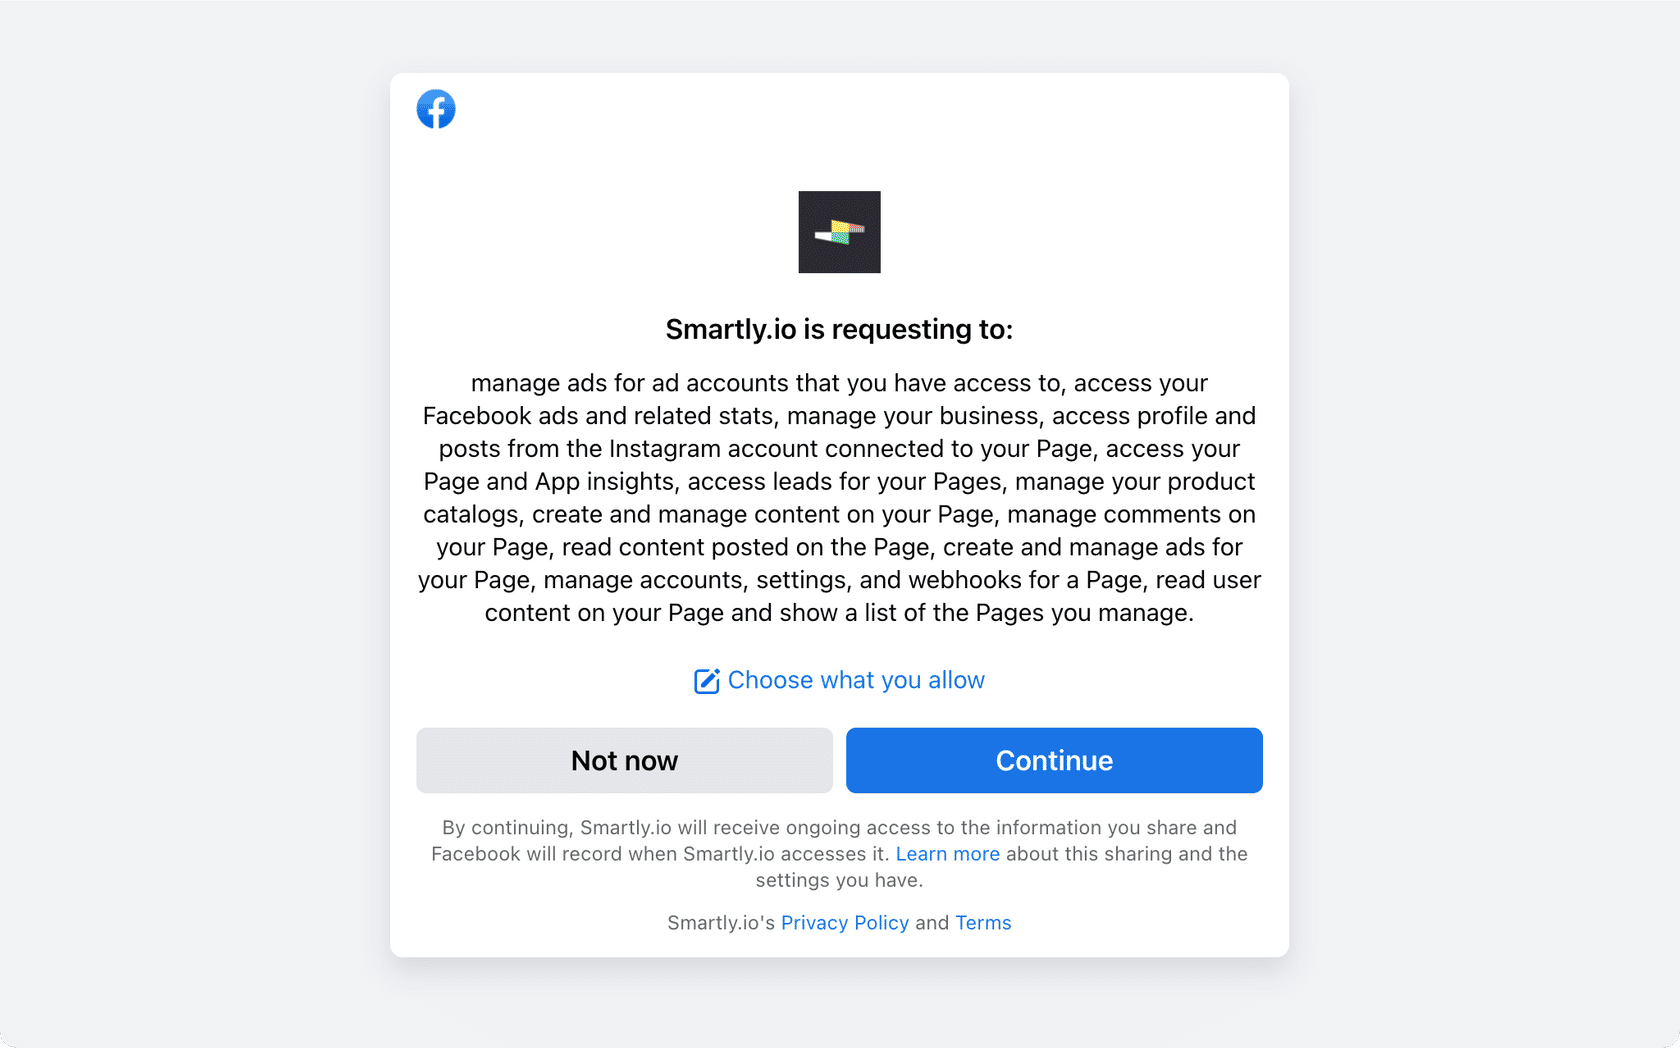 Smartly.io is requesting to:
manage ads for ad accounts that you have access to, access your
Facebook ads and related stats, manage your business, access profile and
posts from the Instagram account connected to your Page, access your
Page and App insights, access leads for your Pages, manage your product
catalogs, create and manage content on your Page, manage comments on
your Page, read content posted on the Page, create and manage ads for
your Page, manage accounts, settings, and webhooks for a Page, read user
content on your Page and show a list of the Pages you manage.
Choose what you allow
Not now
Continue
By continuing, Smartly.io will receive ongoing access to the information you share and
Facebook will record when Smartly.io accesses it. Learn more about this sharing and the
settings you have.
Smartly.io's Privacy Policy and Terms